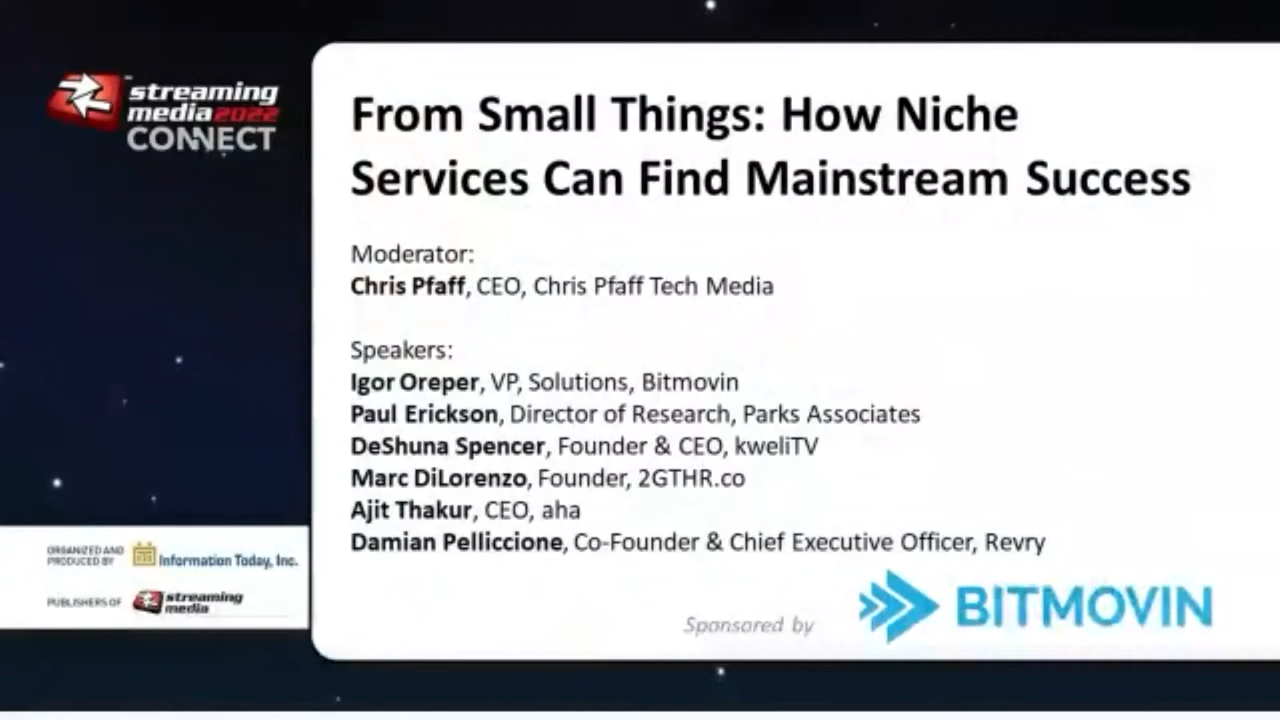 streaming
media2022
CONNECT
From Small Things: How Niche
Services Can Find Mainstream Success
Moderator:
Chris Pfaff, CEO, Chris Pfaff Tech Media
Speakers:
Igor Oreper, VP, Solutions, Bitmovin
Paul Erickson, Director of Research, Parks Associates
DeShuna Spencer, Founder & CEO, kweliTV
Marc DiLorenzo, Founder, 2GTHR.co
Ajit Thakur, CEO, aha
Damian Pelliccione, Co-Founder & Chief Executive Officer, Revry
ORGANIZED AND
PRODUCED BY
Information Today, Inc.
PUBLISHERS OF
streaming
media
Sponsored by
BITMOVIN